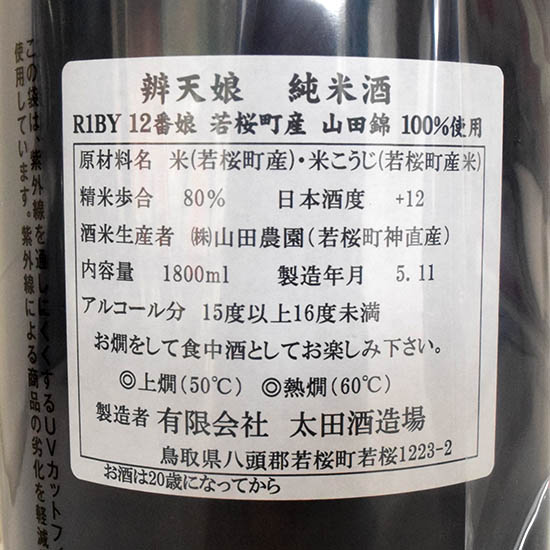 辨天娘　純米酒
R1BY 12番娘 若桜町産 山田錦 100%使用
原材料名 米(若桜町産)・米こうじ(若桜町産米)
精米歩合 80% 日本酒度 +12
酒米生産者 ㈱山田農園(若桜町神直産)
内容量 1800ml 製造年月 5.11
アルコール分 15度以上16度未満
お燗をして食中酒としてお楽しみ下さい。
◎上燗(50℃) ◎熱燗(60℃)
製造者 有限会社 太田酒造場
鳥取県八頭郡若桜町若桜1223-2
お酒は20歳になってから
この袋は、紫外線を通しにくくするUVカットフィ
使用しています。紫外線による商品の劣化を軽減